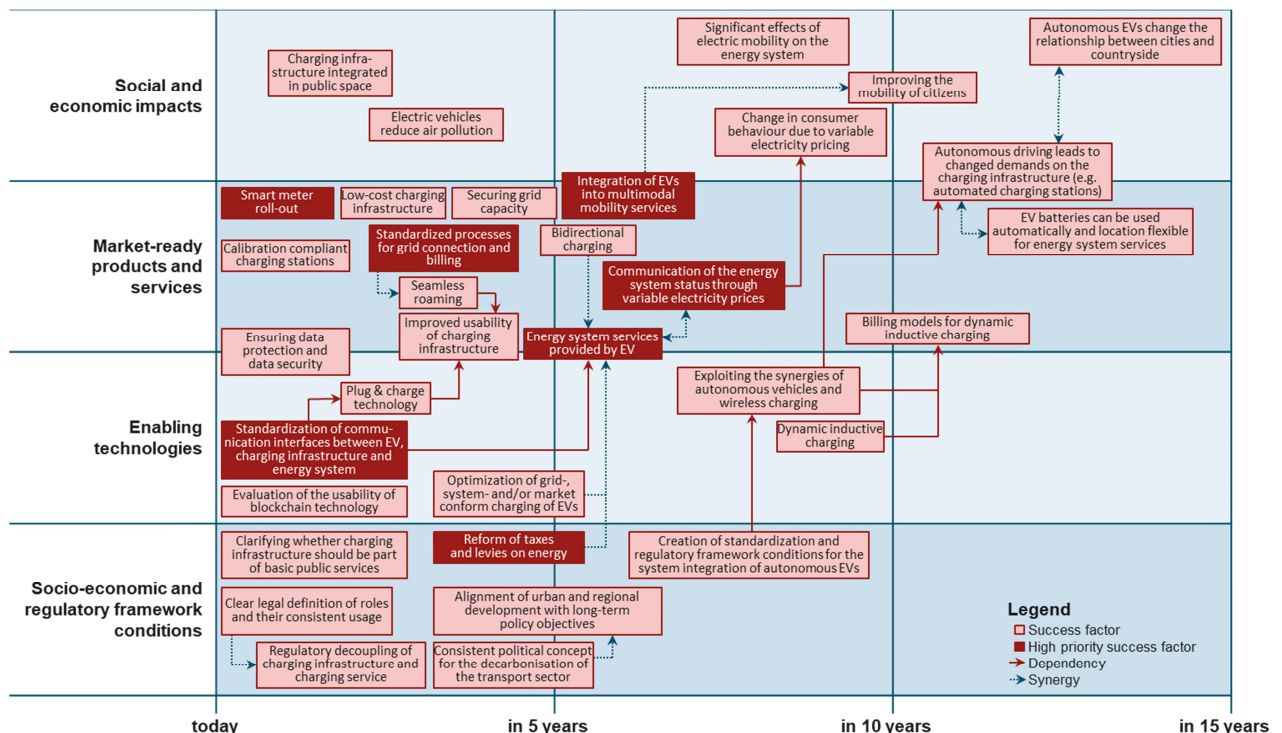 Social and
economic impacts
Charging infra-
structure integrated
in public space
Electric vehicles
reduce air pollution
Significant effects of
electric mobility on the
energy system
Improving the
mobility of citizens
Change in consumer
behaviour due to variable
electricity pricing
Autonomous EVs change the
relationship between cities and
countryside
Autonomous driving leads to
changed demands on the
charging infrastructure (e.g.
automated charging stations)
Market-ready
products and
services
Smart meter
roll-out
Low-cost charging
infrastructure
Securing grid
capacity
Integration of EVs
into multimodal
mobility services
Calibration compliant
charging stations
Standardized processes
for grid connection and
billing
Bidirectional
charging
EV batteries can be used
automatically and location flexible
for energy system services
Seamless
roaming
Communication of the energy
system status through
variable electricity prices
Improved usability
of charging
infrastructure
Energy system services
provided by EV
Billing models for dynamic
inductive charging
Ensuring data
protection and
data security
Enabling
technologies
Plug & charge
technology
Exploiting the synergies of
autonomous vehicles and
wireless charging
Standardization of commu-
nication interfaces between EV,
charging infrastructure and
energy system
Dynamic inductive
charging
Evaluation of the usability of
blockchain technology
Optimization of grid-,
system- and/or market
conform charging of EVs
Socio-economic and
regulatory framework
conditions
Clarifying whether charging
infrastructure should be part
of basic public services
Reform of taxes
and levies on energy
Creation of standardization and
regulatory framework conditions for the
system integration of autonomous EVs
Clear legal definition of roles
and their consistent usage
Alignment of urban and regional
development with long-term
policy objectives
Regulatory decoupling of
charging infrastructure and
charging service
Consistent political concept
for the decarbonisation of
the transport sector
Legend
Success factor
High priority success factor
Dependency
Synergy
today
in 5 years
in 10 years
in 15 years